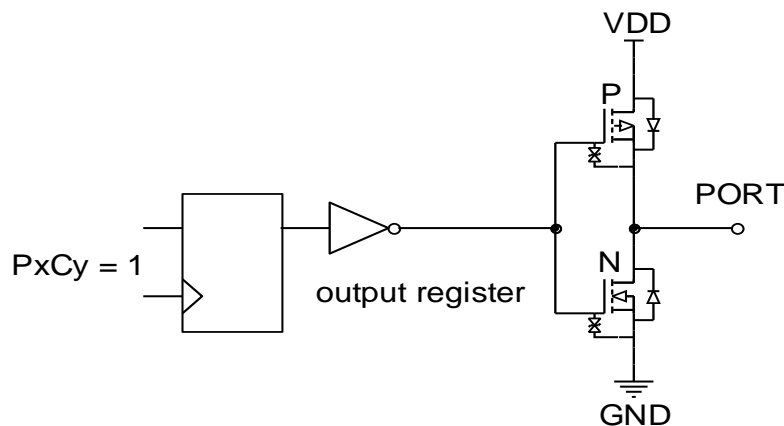 VDD
P
PORT
PxCy = 1
N
output register
GND